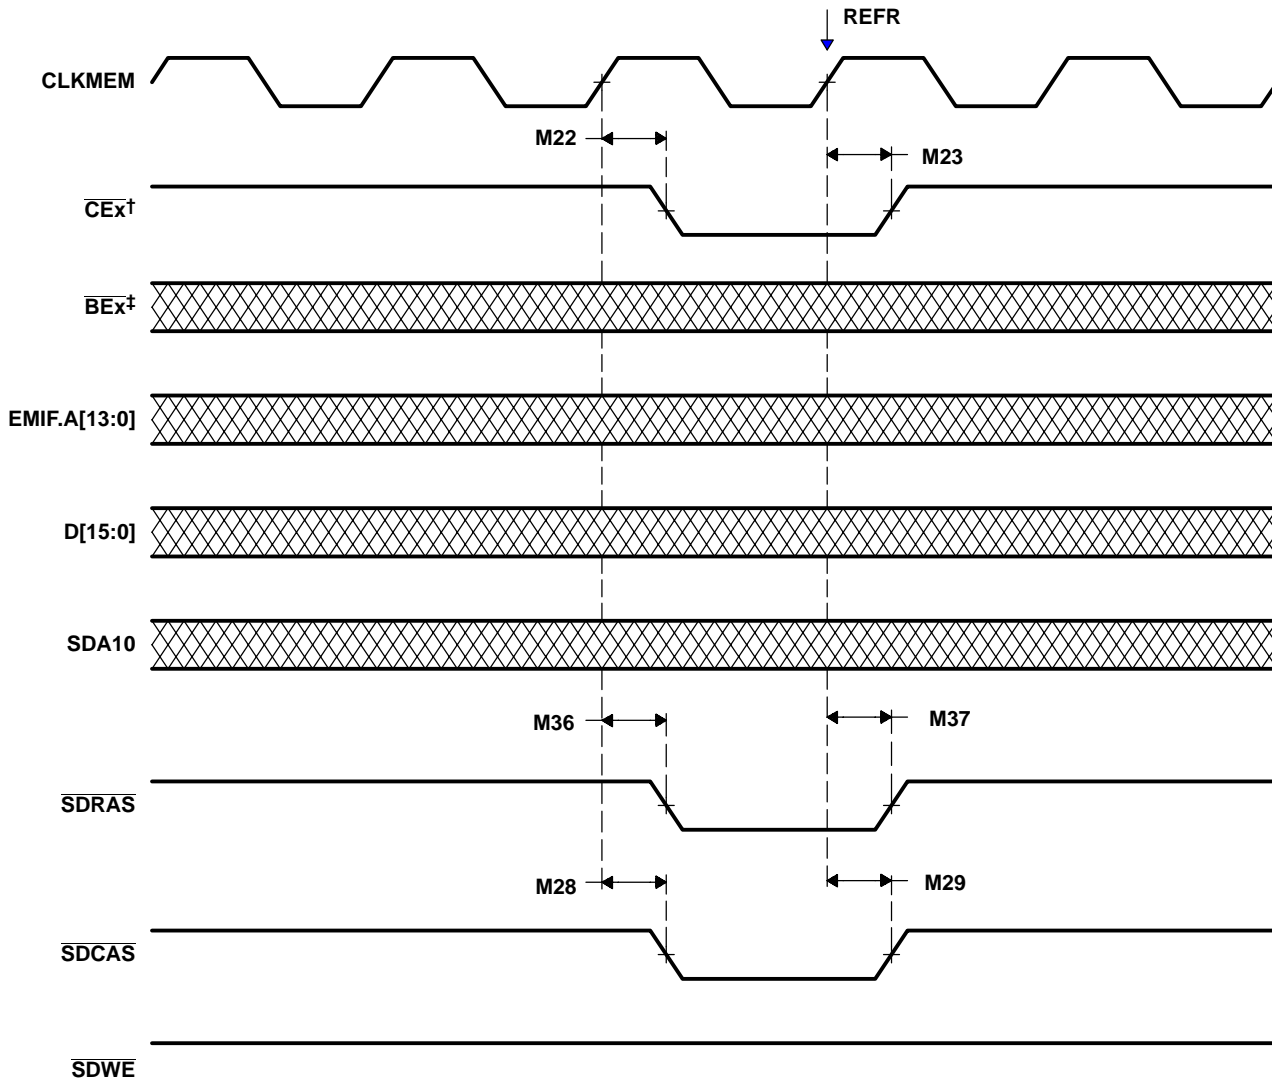 REFR
CLKMEM
M22
M23
CEx†
BEx‡
EMIF.A[13:0]
D[15:0]
SDA10
M36
M37
SDRAS
M28
M29
SDCAS
SDWE